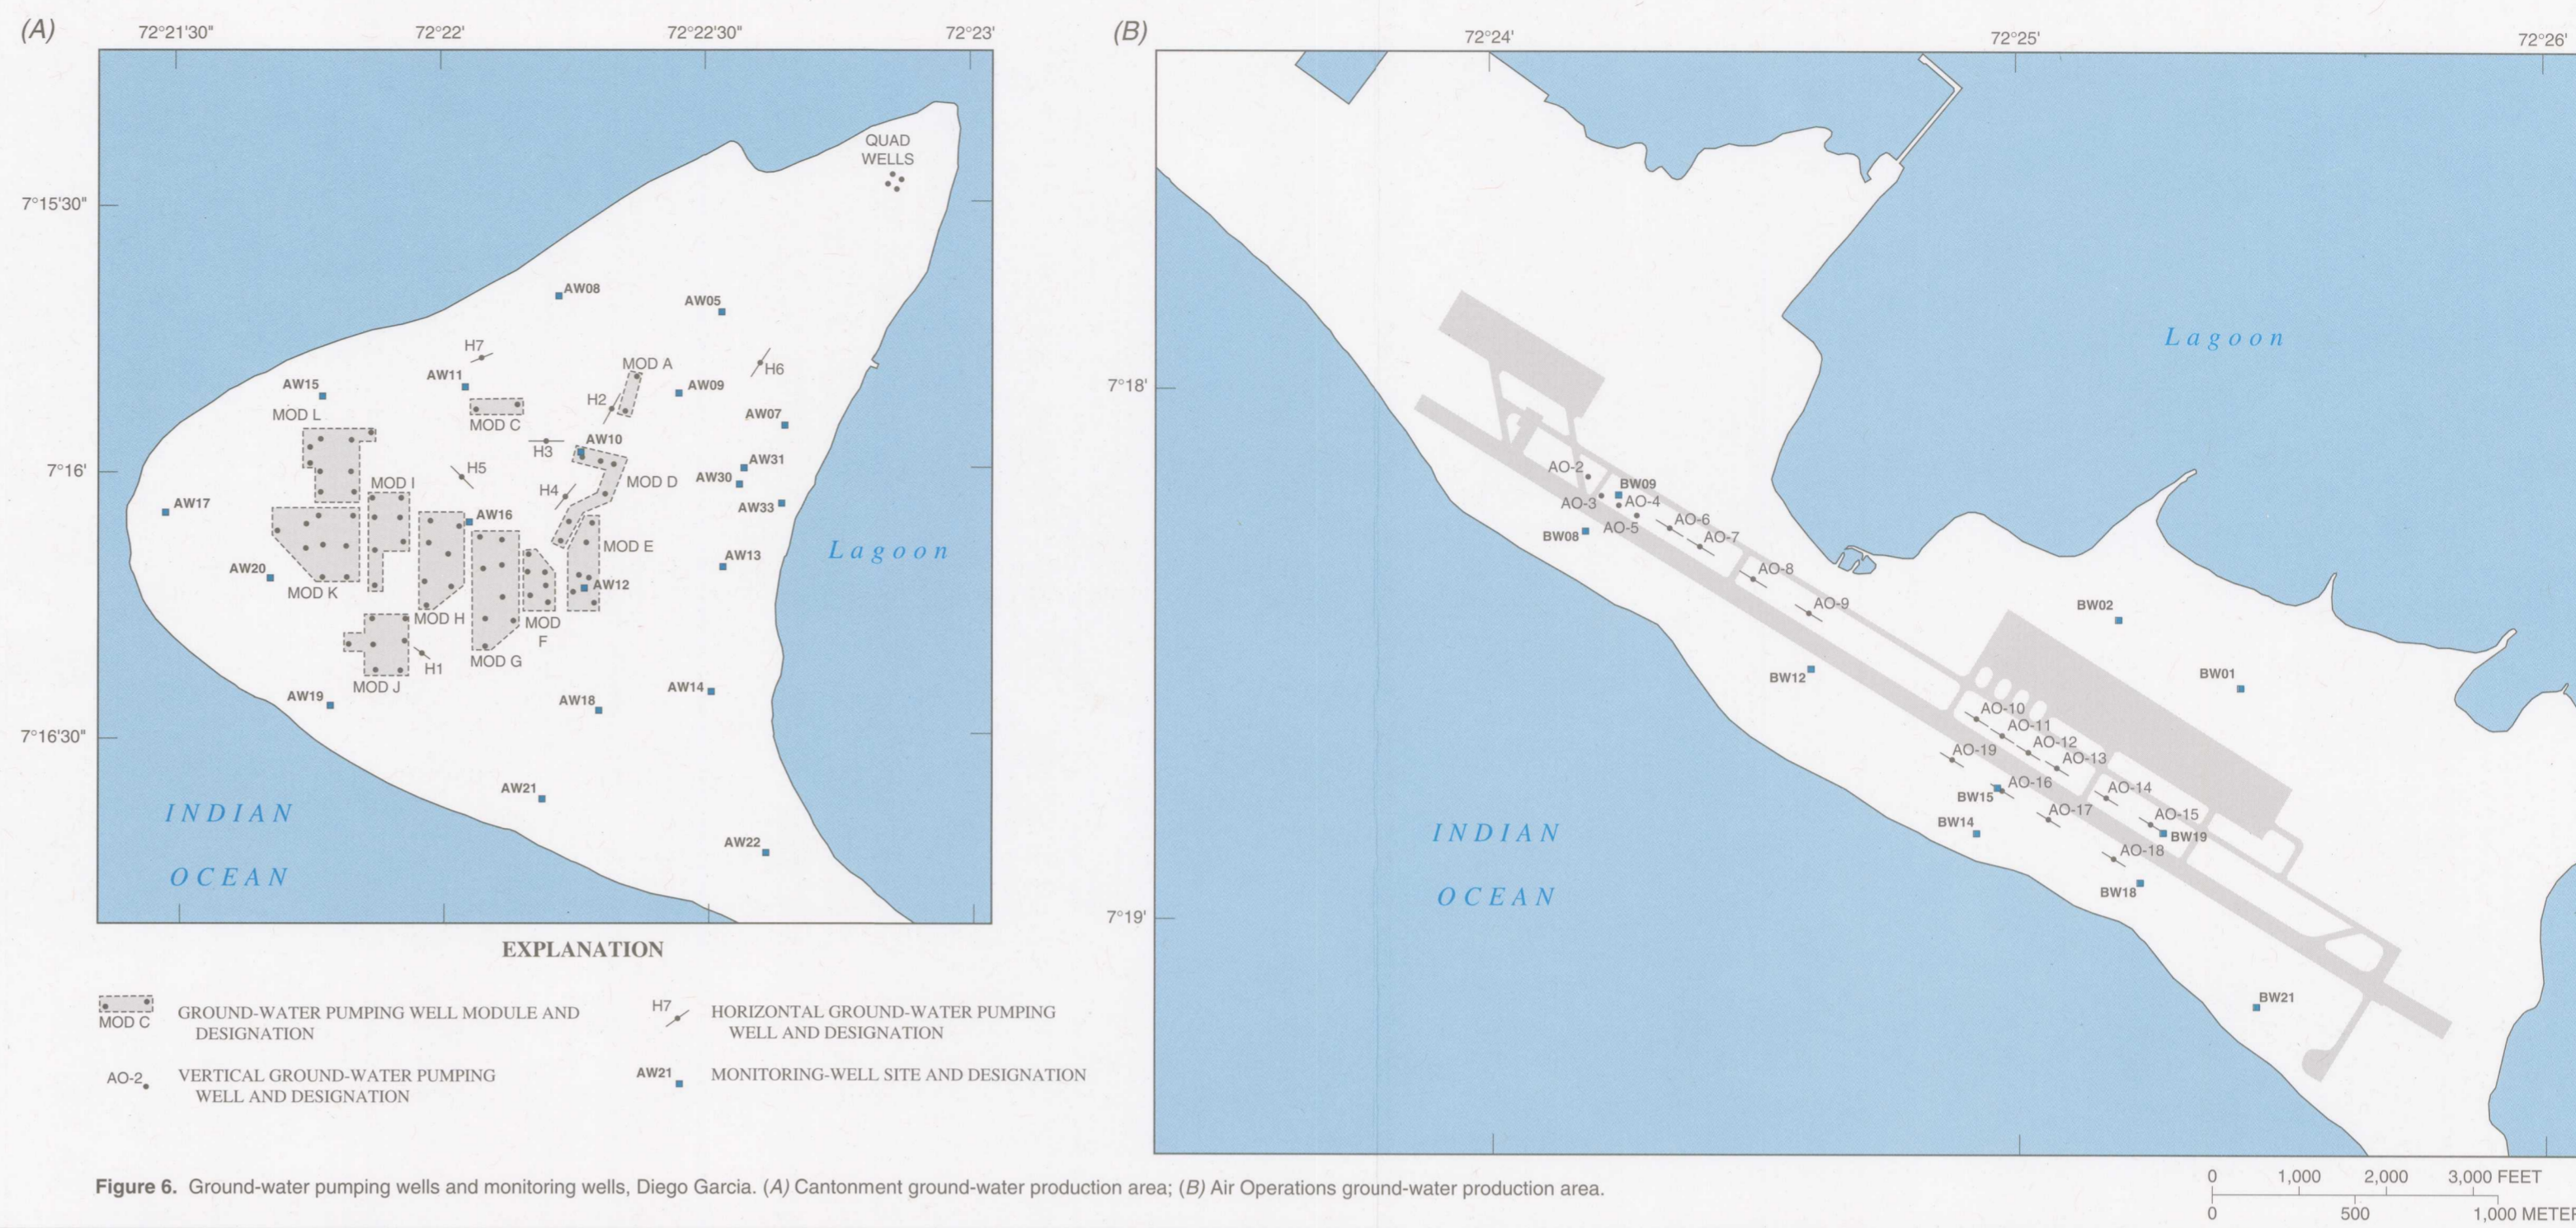 (A)
72°21'30"
72°22'
72°22'30"
72°23'
7°15'30"
7°16'
7°16'30"
QUAD
WELLS
AW08
AW05
H7
AW11
MOD A
H6
AW15
H2
AW09
MOD L
MOD C
AW07
AW10
H3
H5
AW31
AW30
MOD I
H4
MOD D
AW17
AW33
AW16
MOD E
AW13
AW20
AW12
MOD K
MOD H
MOD
F
MOD G
H1
MOD J
AW19
AW18
AW14
AW21
AW22
Lagoon
INDIAN
OCEAN
EXPLANATION
MOD C
GROUND-WATER PUMPING WELL MODULE AND
DESIGNATION
AO-2
VERTICAL GROUND-WATER PUMPING
WELL AND DESIGNATION
H7
HORIZONTAL GROUND-WATER PUMPING
WELL AND DESIGNATION
AW21
MONITORING-WELL SITE AND DESIGNATION
(B)
72°24'
72°25'
72°26'
7°18'
7°19'
Lagoon
AO-2
BW09
AO-3
AO-4
AO-5
AO-6
BW08
AO-7
AO-8
AO-9
BW02
BW12
BW01
AO-10
AO-11
AO-12
AO-19
AO-13
AO-16
AO-14
BW15
AO-17
AO-15
BW14
BW19
AO-18
BW18
BW21
INDIAN
OCEAN
0 1,000 2,000 3,000 FEET
0 500 1,000 METE
Figure 6. Ground-water pumping wells and monitoring wells, Diego Garcia. (A) Cantonment ground-water production area; (B) Air Operations ground-water production area.